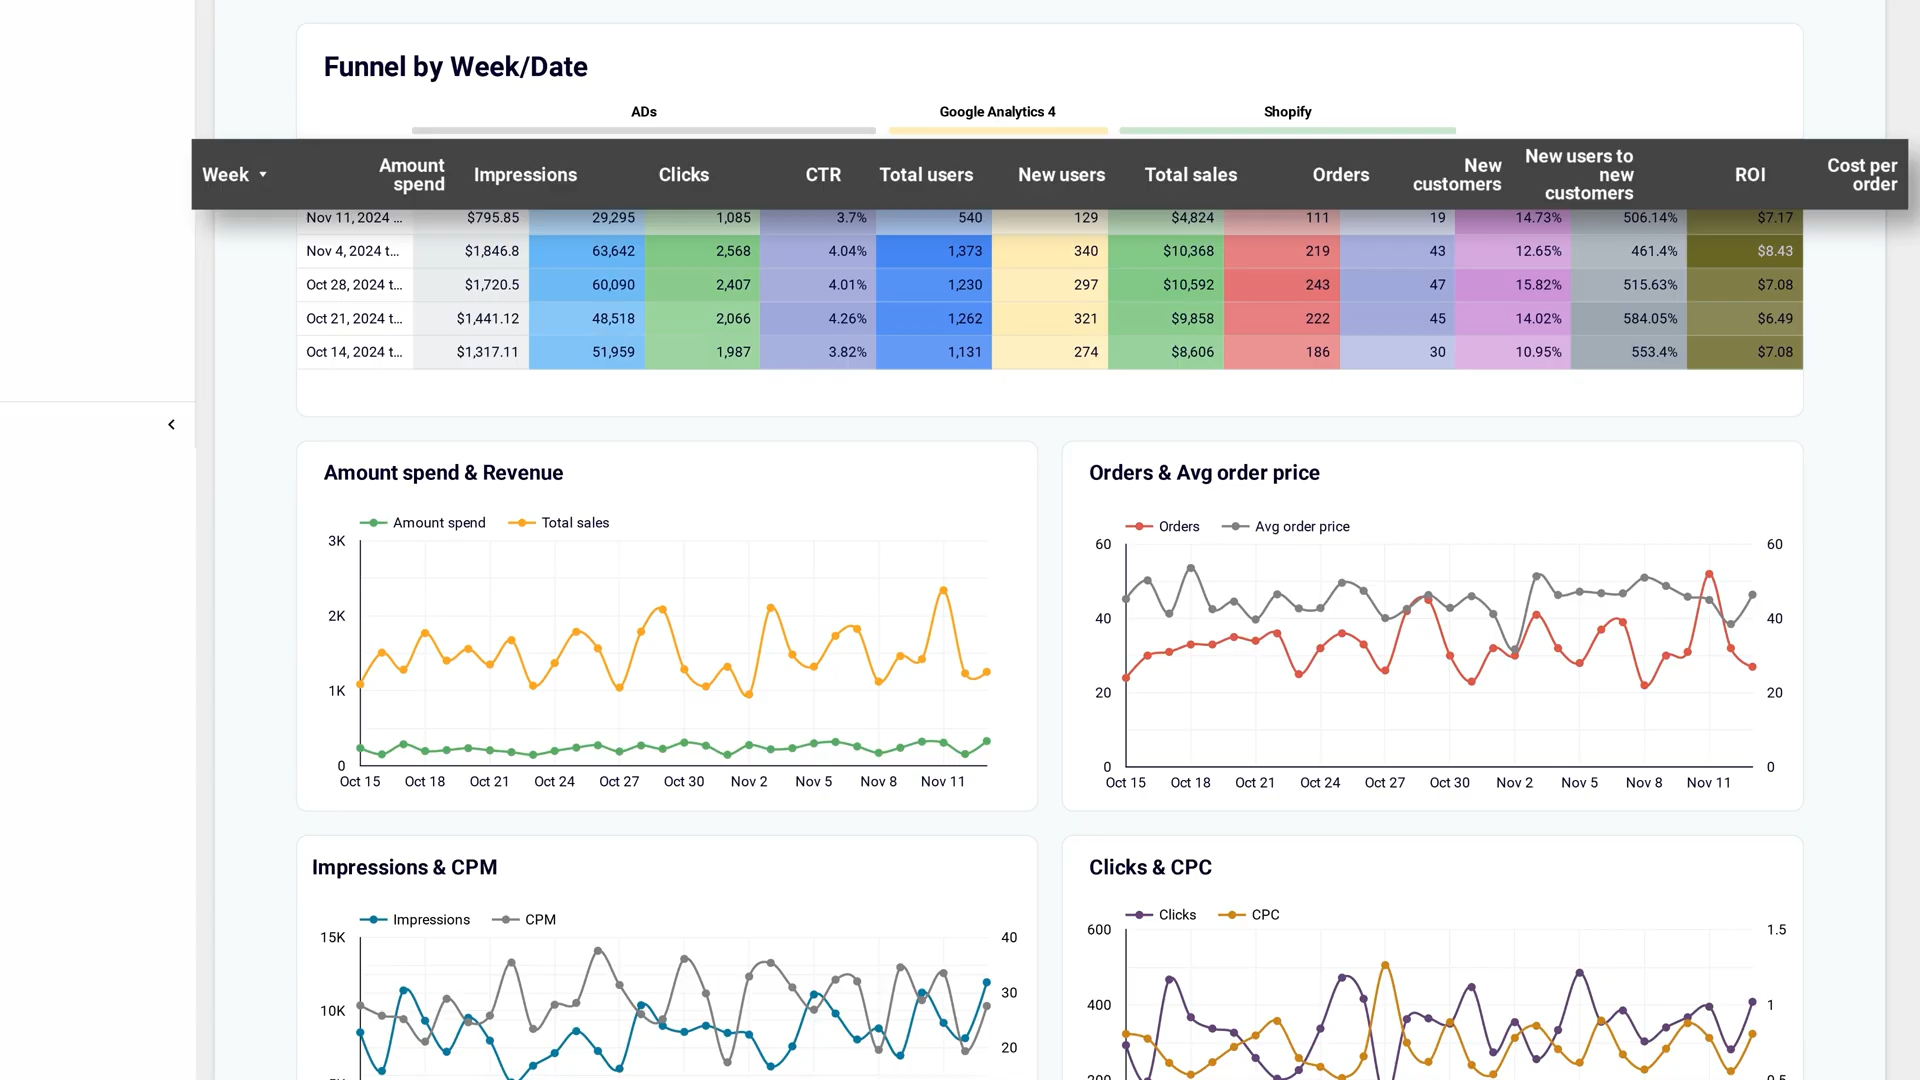 Funnel by Week/Date
ADs Google Analytics 4 Shopify
Week Amount spend Impressions Clicks CTR Total users New users Total sales Orders New customers New users to new customers ROI Cost per order
Nov 11, 2024 ... $795.85 29,295 1,085 3.7% 540 129 $4,824 111 19 14.73% 506.14% $7.17
Nov 4, 2024 t... $1,846.8 63,642 2,568 4.04% 1,373 340 $10,368 219 43 12.65% 461.4% $8.43
Oct 28, 2024 t... $1,720.5 60,090 2,407 4.01% 1,230 297 $10,592 243 47 15.82% 515.63% $7.08
Oct 21, 2024 t... $1,441.12 48,518 2,066 4.26% 1,262 321 $9,858 222 45 14.02% 584.05% $6.49
Oct 14, 2024 t... $1,317.11 51,959 1,987 3.82% 1,131 274 $8,606 186 30 10.95% 553.4% $7.08
Amount spend & Revenue
Amount spend Total sales
3K
2K
1K
0
Oct 15 Oct 18 Oct 21 Oct 24 Oct 27 Oct 30 Nov 2 Nov 5 Nov 8 Nov 11
Orders & Avg order price
Orders Avg order price
60 60
40 40
20 20
0 0
Oct 15 Oct 18 Oct 21 Oct 24 Oct 27 Oct 30 Nov 2 Nov 5 Nov 8 Nov 11
Impressions & CPM
Impressions CPM
15K 40
30
10K
20
Clicks & CPC
Clicks CPC
600 1.5
400 1
200 0.5